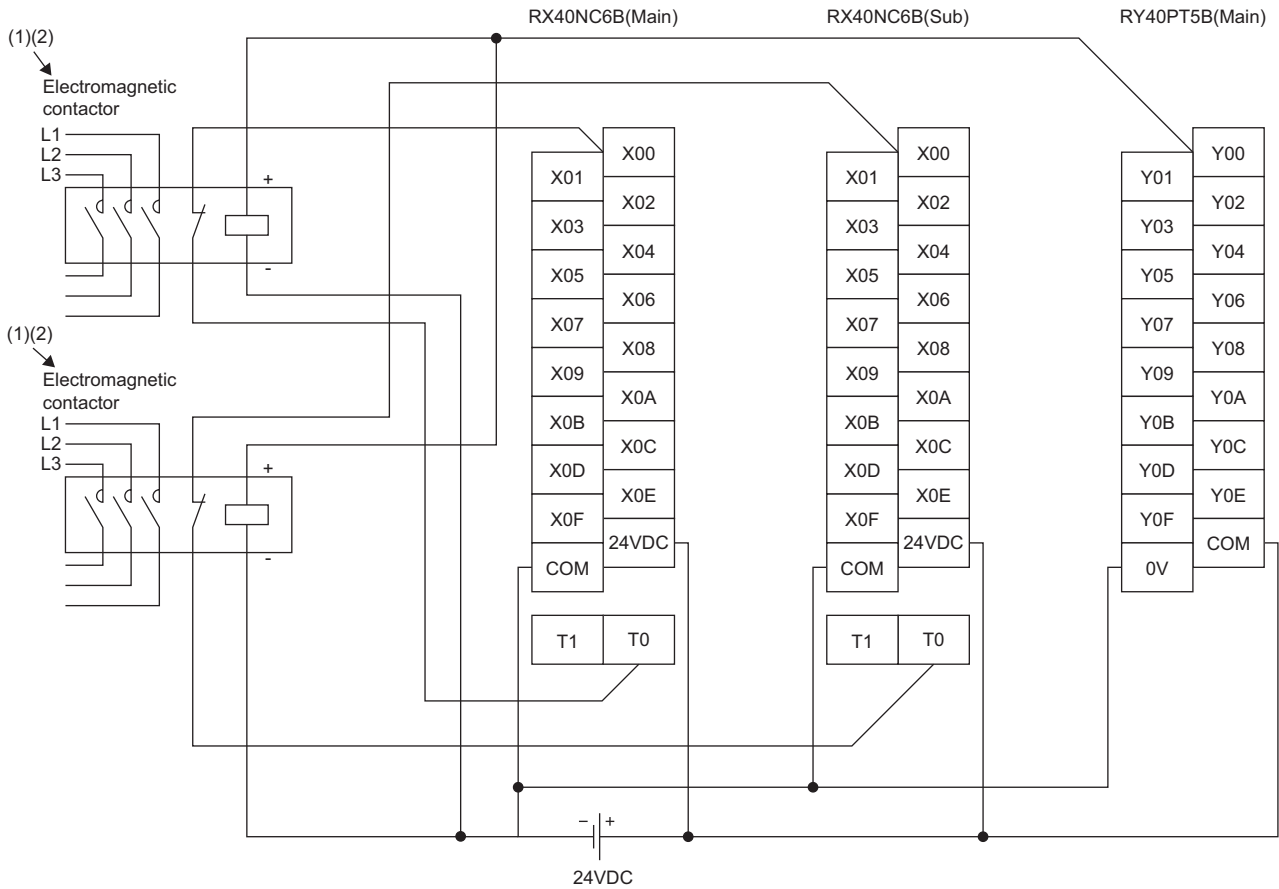 RX40NC6B(Main)
RX40NC6B(Sub)
RY40PT5B(Main)
(1)(2)
Electromagnetic
contactor
L1
L2
L3
+
-
(1)(2)
Electromagnetic
contactor
L1
L2
L3
+
-
X00
X01
X02
X03
X04
X05
X06
X07
X08
X09
X0A
X0B
X0C
X0D
X0E
X0F
24VDC
COM
T1
T0
X00
X01
X02
X03
X04
X05
X06
X07
X08
X09
X0A
X0B
X0C
X0D
X0E
X0F
24VDC
COM
T1
T0
Y00
Y01
Y02
Y03
Y04
Y05
Y06
Y07
Y08
Y09
Y0A
Y0B
Y0C
Y0D
Y0E
Y0F
COM
0V
− +
24VDC